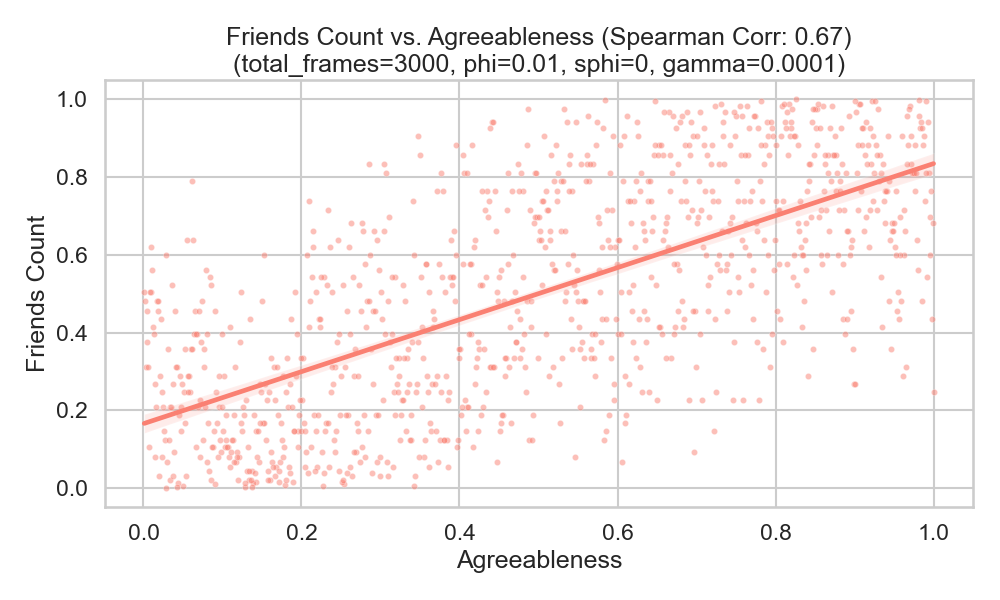 Friends Count vs. Agreeableness (Spearman Corr: 0.67)
(total_frames=3000, phi=0.01, sphi=0, gamma=0.0001)
1.0
0.8
0.6
0.4
0.2
0.0
Friends Count
0.0 0.2 0.4 0.6 0.8 1.0
Agreeableness